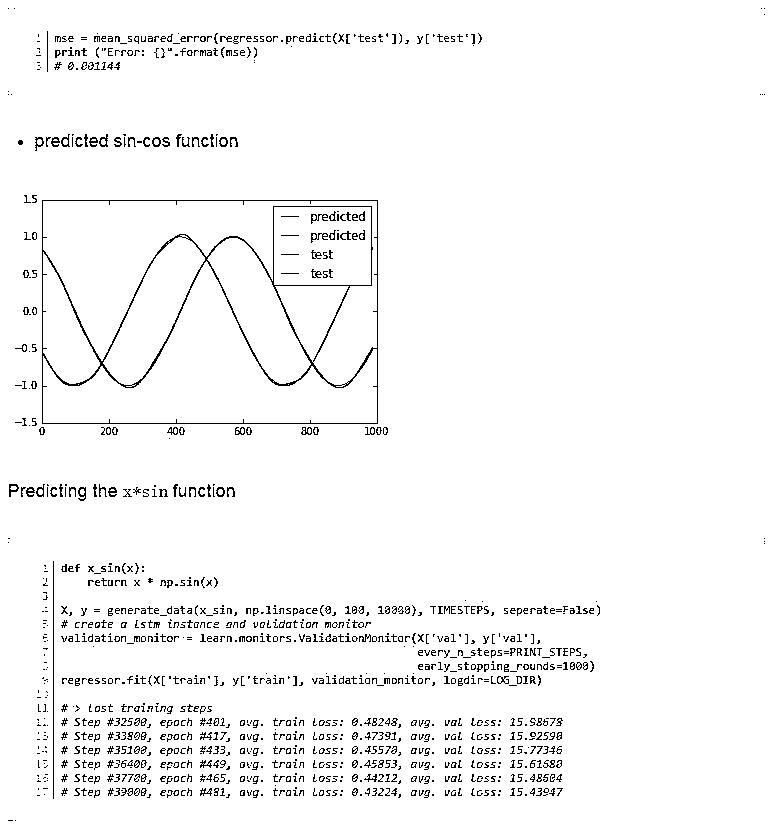 1 mse = mean_squared_error(regressor.predict(X['test']), y['test'])
2 print ("Error: {}".format(mse))
3 # 0.001144
• predicted sin-cos function
1.5
1.0
0.5
0.0
−0.5
−1.0
−1.5
0 200 400 600 800 1000
predicted
predicted
test
test
Predicting the x*sin function
1 def x_sin(x):
2 return x * np.sin(x)
3
4 X, y = generate_data(x_sin, np.linspace(0, 100, 10000), TIMESTEPS, seperate=False)
5 # create a lstm instance and validation monitor
6 validation_monitor = learn.monitors.ValidationMonitor(X['val'], y['val'],
7 every_n_steps=PRINT_STEPS,
8 early_stopping_rounds=1000)
9 regressor.fit(X['train'], y['train'], validation_monitor, logdir=LOG_DIR)
10
11 # > last training steps
12 # Step #32500, epoch #401, avg. train loss: 0.48248, avg. val loss: 15.98678
13 # Step #33800, epoch #417, avg. train loss: 0.47391, avg. val loss: 15.92590
14 # Step #35100, epoch #433, avg. train loss: 0.45570, avg. val loss: 15.77346
15 # Step #36400, epoch #449, avg. train loss: 0.45853, avg. val loss: 15.61680
16 # Step #37700, epoch #465, avg. train loss: 0.44212, avg. val loss: 15.48604
17 # Step #39000, epoch #481, avg. train loss: 0.43224, avg. val loss: 15.43947